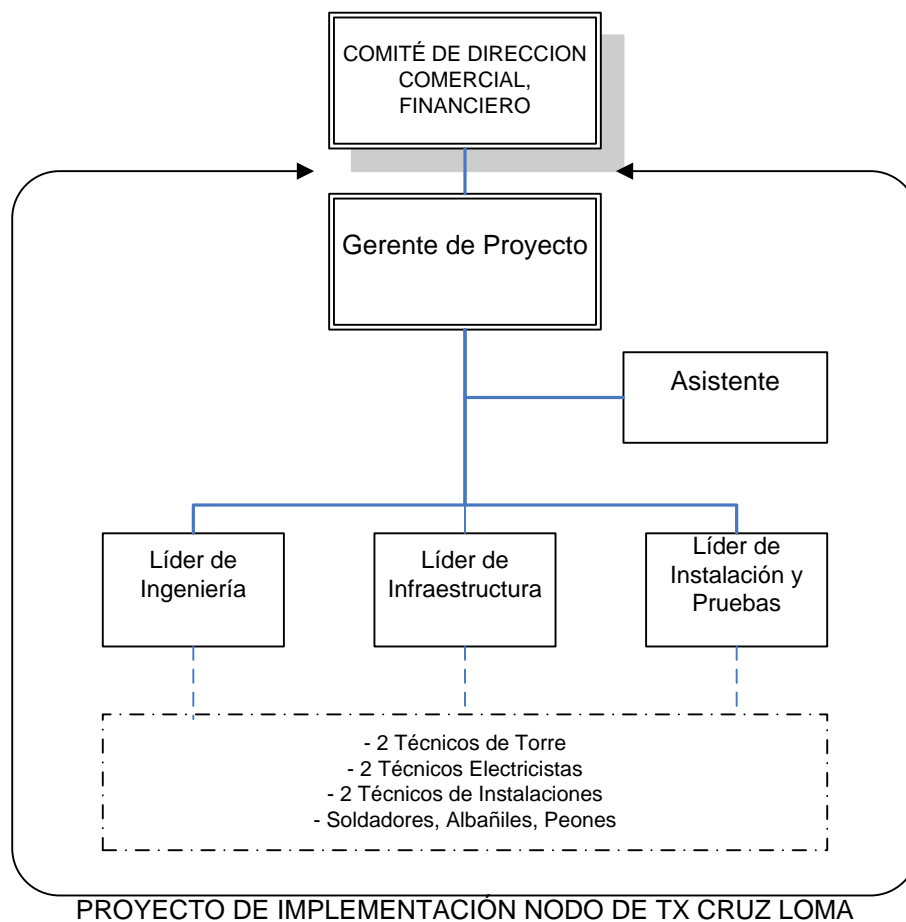 COMITÉ DE DIRECCION
COMERCIAL,
FINANCIERO
Gerente de Proyecto
Asistente
Líder de
Ingeniería
Líder de
Infraestructura
Líder de
Instalación y
Pruebas
- 2 Técnicos de Torre
- 2 Técnicos Electricistas
- 2 Técnicos de Instalaciones
- Soldadores, Albañiles, Peones
PROYECTO DE IMPLEMENTACIÓN NODO DE TX CRUZ LOMA